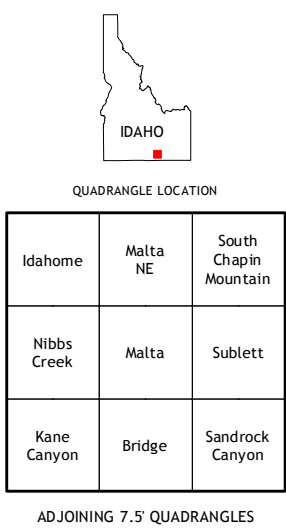 IDAHO
QUADRANGLE LOCATION
Idahome
Malta
NE
South
Chapin
Mountain
Nibbs
Creek
Malta
Sublett
Kane
Canyon
Bridge
Sandrock
Canyon
ADJOINING 7.5' QUADRANGLES